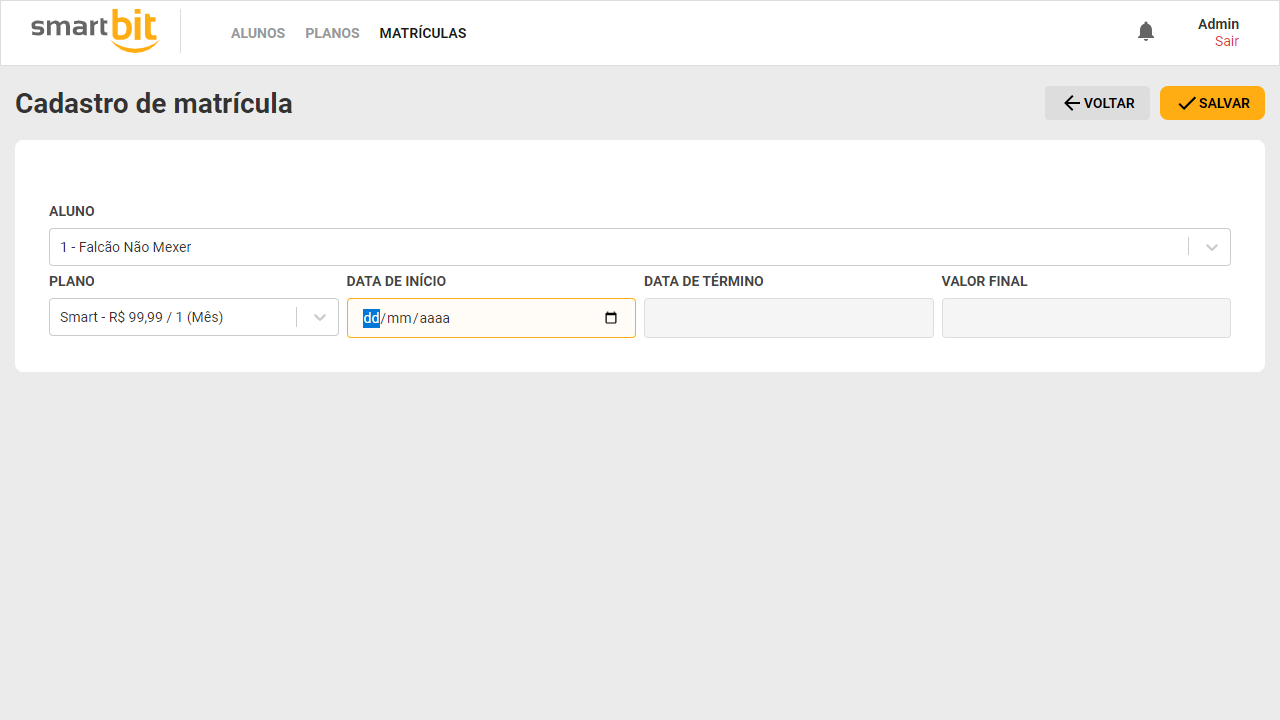 smartbit
ALUNOS PLANOS MATRÍCULAS
Admin
Sair
Cadastro de matrícula
VOLTAR
SALVAR
ALUNO
1 - Falcão Não Mexer
PLANO DATA DE INÍCIO DATA DE TÉRMINO VALOR FINAL
Smart - R$ 99,99 / 1 (Mês) dd/mm/aaaa